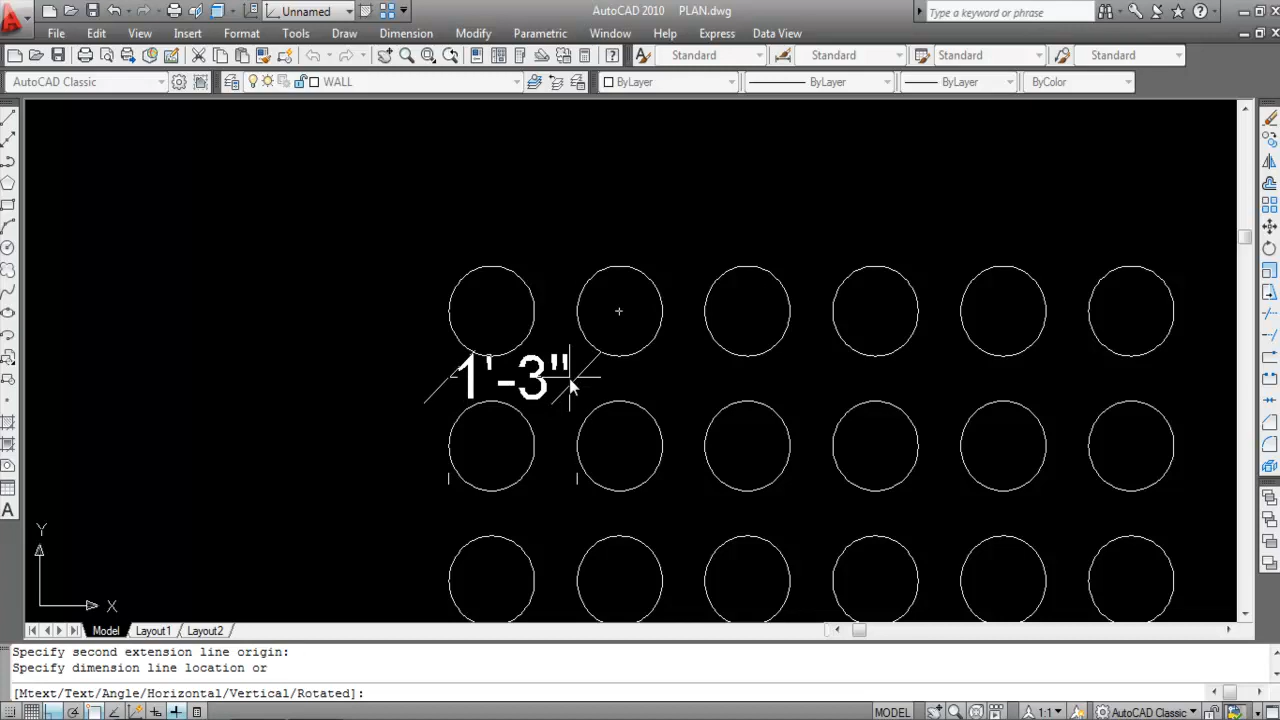 Unnamed AutoCAD 2010 PLAN.dwg Type a keyword or phrase
File Edit View Insert Format Tools Draw Dimension Modify Parametric Window Help Express Data View
Standard Standard Standard Standard
AutoCAD Classic WALL ByLayer ByLayer ByLayer ByColor
1'-3"
A
Y
X
Model Layout1 Layout2
Specify second extension line origin:
Specify dimension line location or
[Mtext/Text/Angle/Horizontal/Vertical/Rotated]:
MODEL 1:1 AutoCAD Classic